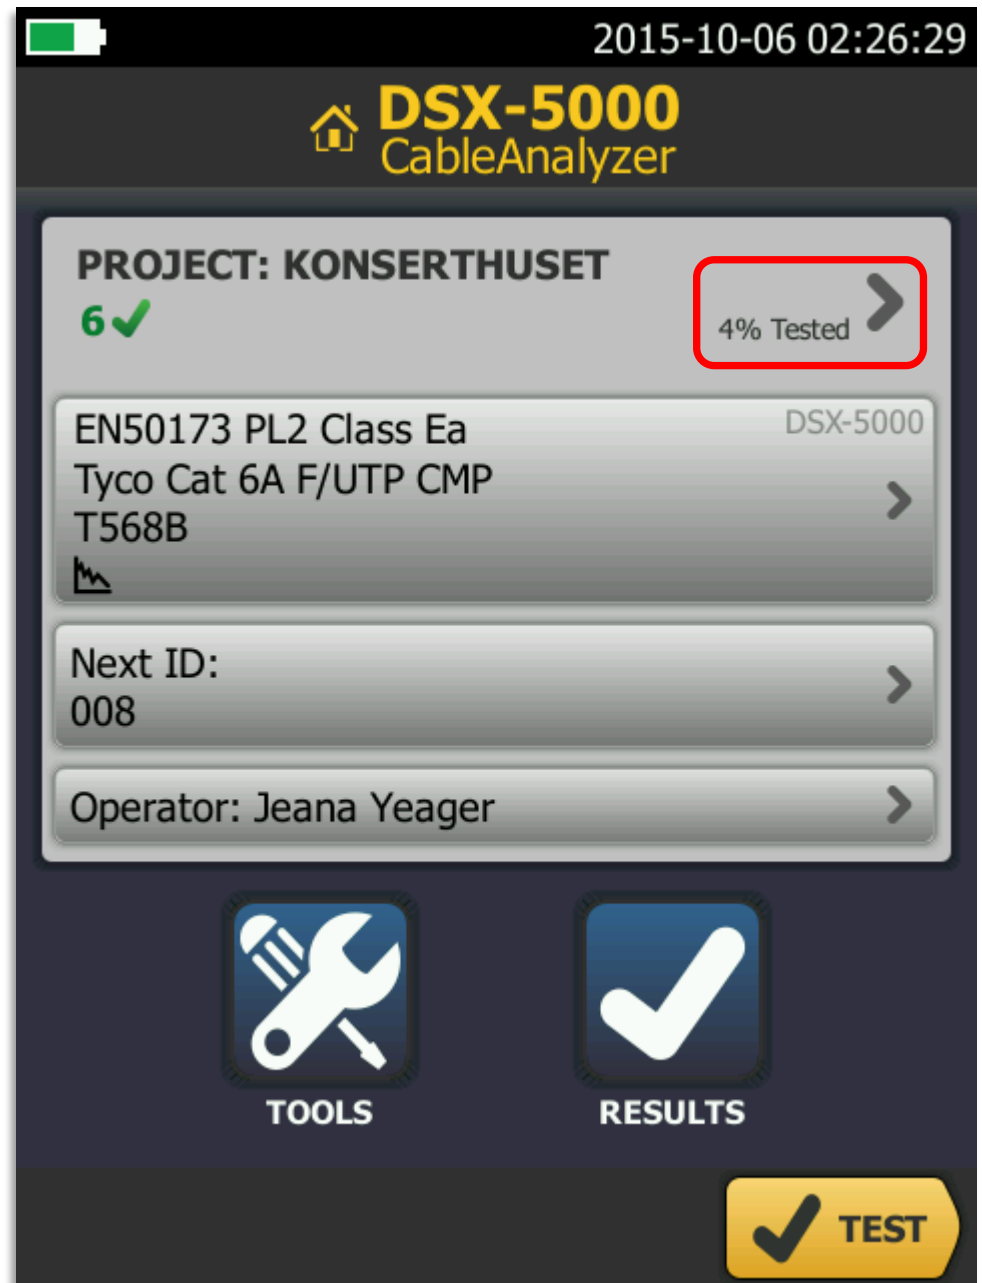 2015-10-06 02:26:29
DSX-5000
CableAnalyzer
PROJECT: KONSERTHUSET
6
4% Tested
EN50173 PL2 Class Ea
DSX-5000
Tyco Cat 6A F/UTP CMP
T568B
Next ID:
008
Operator: Jeana Yeager
TOOLS
RESULTS
TEST